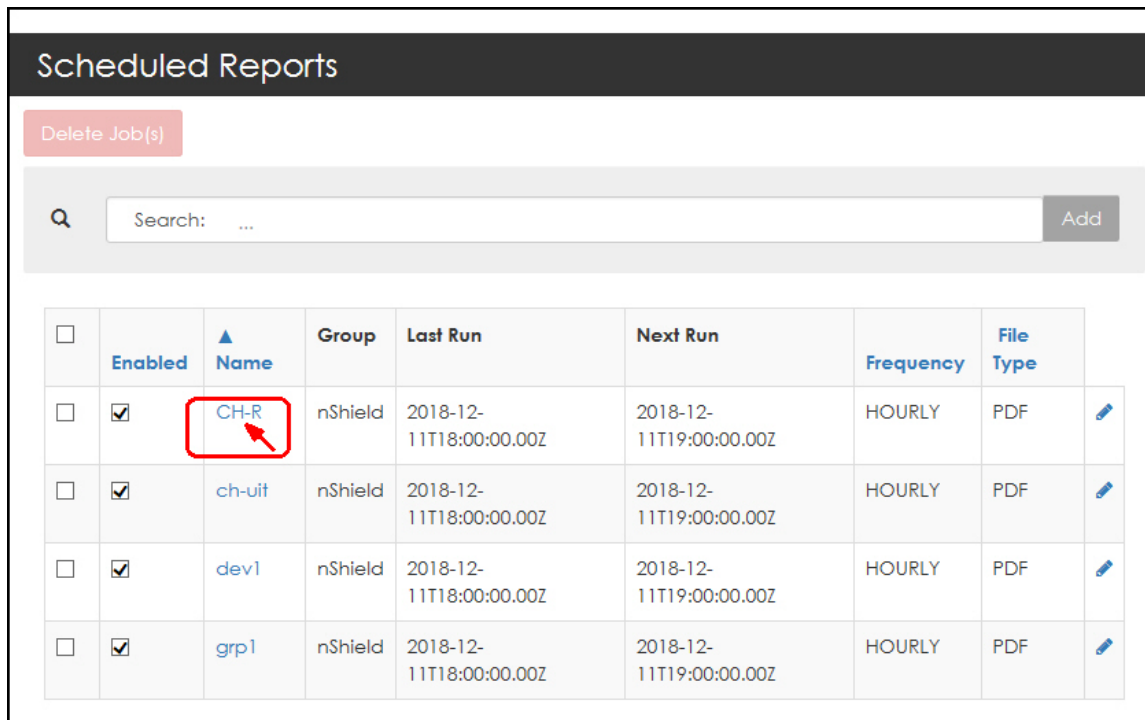 Scheduled Reports
Delete Job(s)
Search: ...
Add
Enabled ▲ Name Group Last Run Next Run Frequency File Type
CH-R nShield 2018-12-11T18:00:00.00Z 2018-12-11T19:00:00.00Z HOURLY PDF
ch-uit nShield 2018-12-11T18:00:00.00Z 2018-12-11T19:00:00.00Z HOURLY PDF
dev1 nShield 2018-12-11T18:00:00.00Z 2018-12-11T19:00:00.00Z HOURLY PDF
grp1 nShield 2018-12-11T18:00:00.00Z 2018-12-11T19:00:00.00Z HOURLY PDF